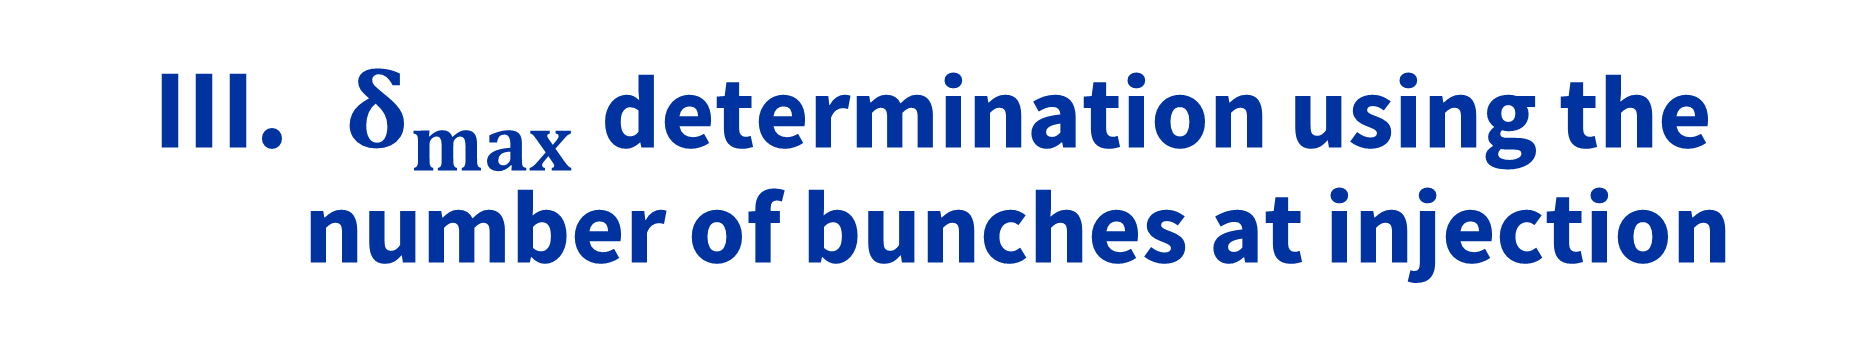 III. δmax determination using the
number of bunches at injection